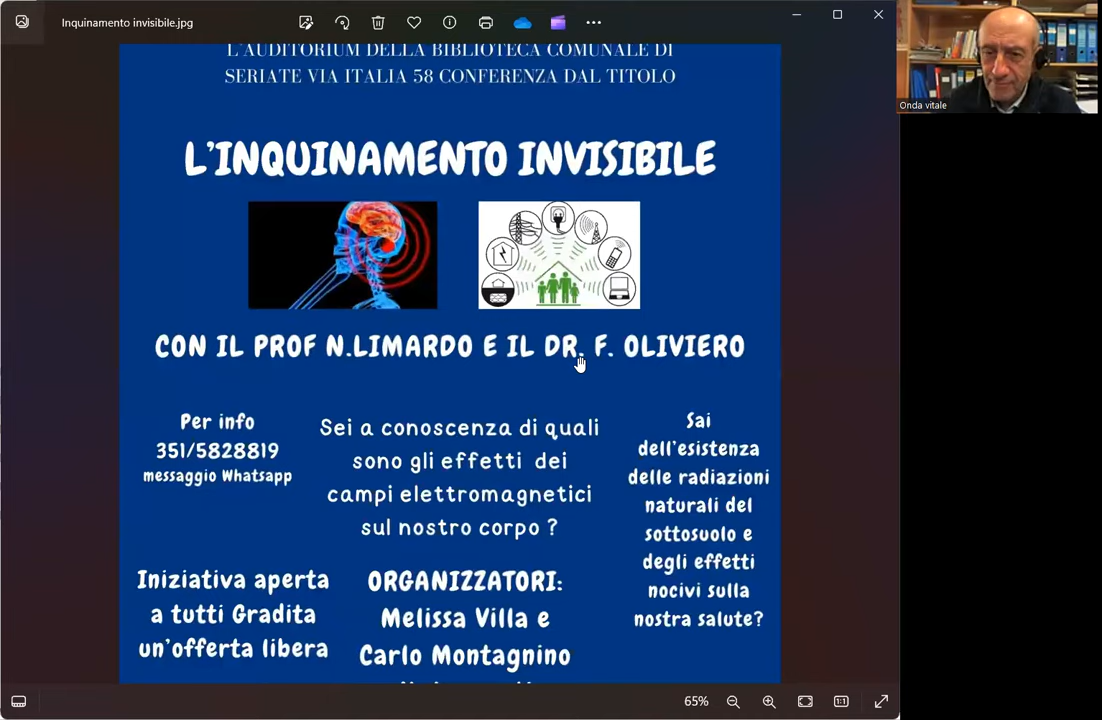 Inquinamento invisibile.jpg
L'AUDITORIUM DELLA BIBLIOTECA COMUNALE DI
SERIATE VIA ITALIA 58 CONFERENZA DAL TITOLO
L'INQUINAMENTO INVISIBILE
CON IL PROF N.LIMARDO E IL DR. F. OLIVIERO
Per info
351/5828819
messaggio Whatsapp
Iniziativa aperta
a tutti Gradita
un'offerta libera
Sei a conoscenza di quali
sono gli effetti dei
campi elettromagnetici
sul nostro corpo ?
ORGANIZZATORI:
Melissa Villa e
Carlo Montagnino
Sai
dell'esistenza
delle radiazioni
naturali del
sottosuolo e
degli effetti
nocivi sulla
nostra salute?
65%
1:1
Onda vitale